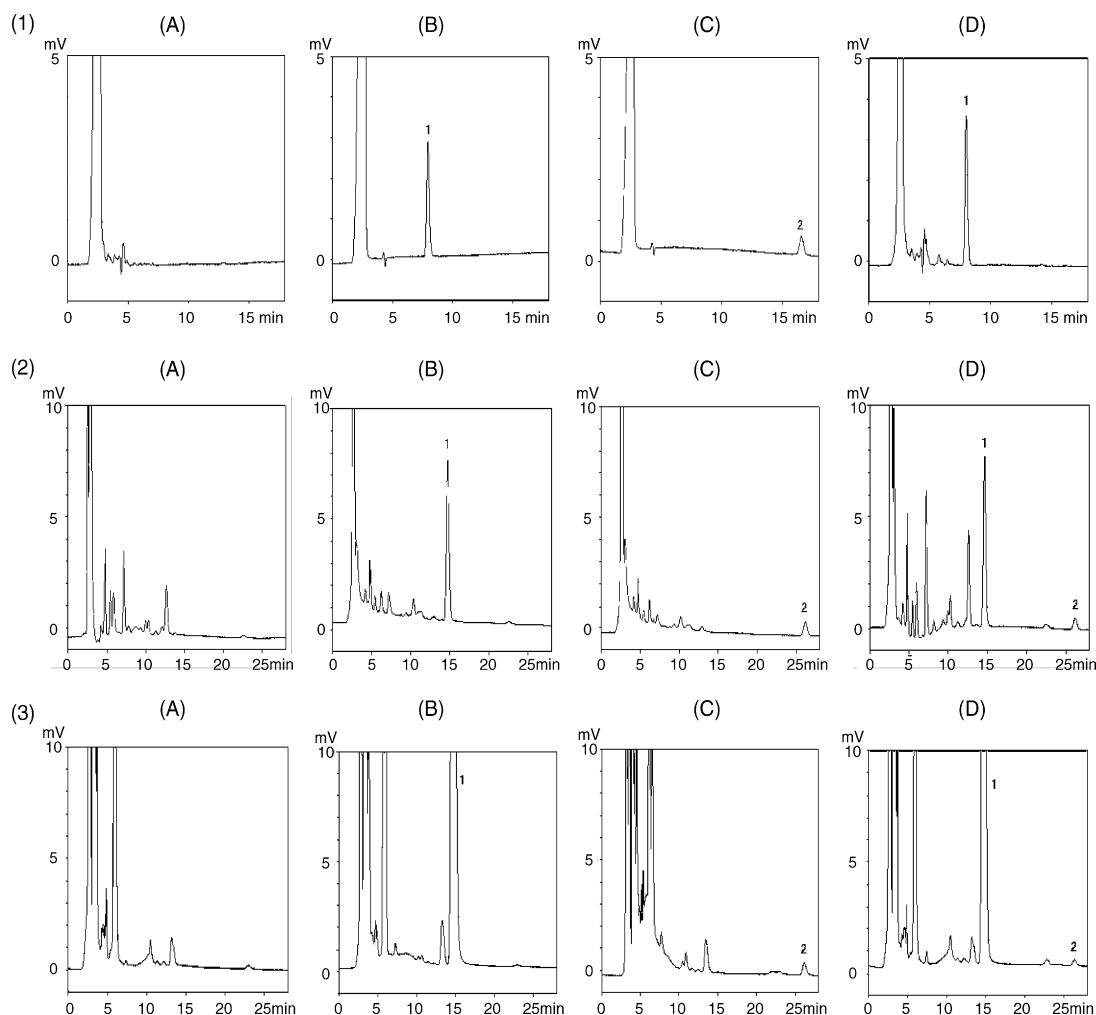 (1) (A) (B) (C) (D)
mV mV mV mV
5 5 5 5
1 1
2
0 0 0 0
0 5 10 15 min 0 5 10 15 min 0 5 10 15 min 0 5 10 15 min
(2) (A) (B) (C) (D)
mV mV mV mV
10 10 10 10
1 1
5 5 5 5
2 2
0 0 0 0
0 5 10 15 20 25min 0 5 10 15 20 25min 0 5 10 15 20 25min 0 5 10 15 20 25min
(3) (A) (B) (C) (D)
mV mV mV mV
10 10 10 10
1 1
5 5 5 5
2 2
0 0 0 0
0 5 10 15 20 25min 0 5 10 15 20 25min 0 5 10 15 20 25min 0 5 10 15 20 25min